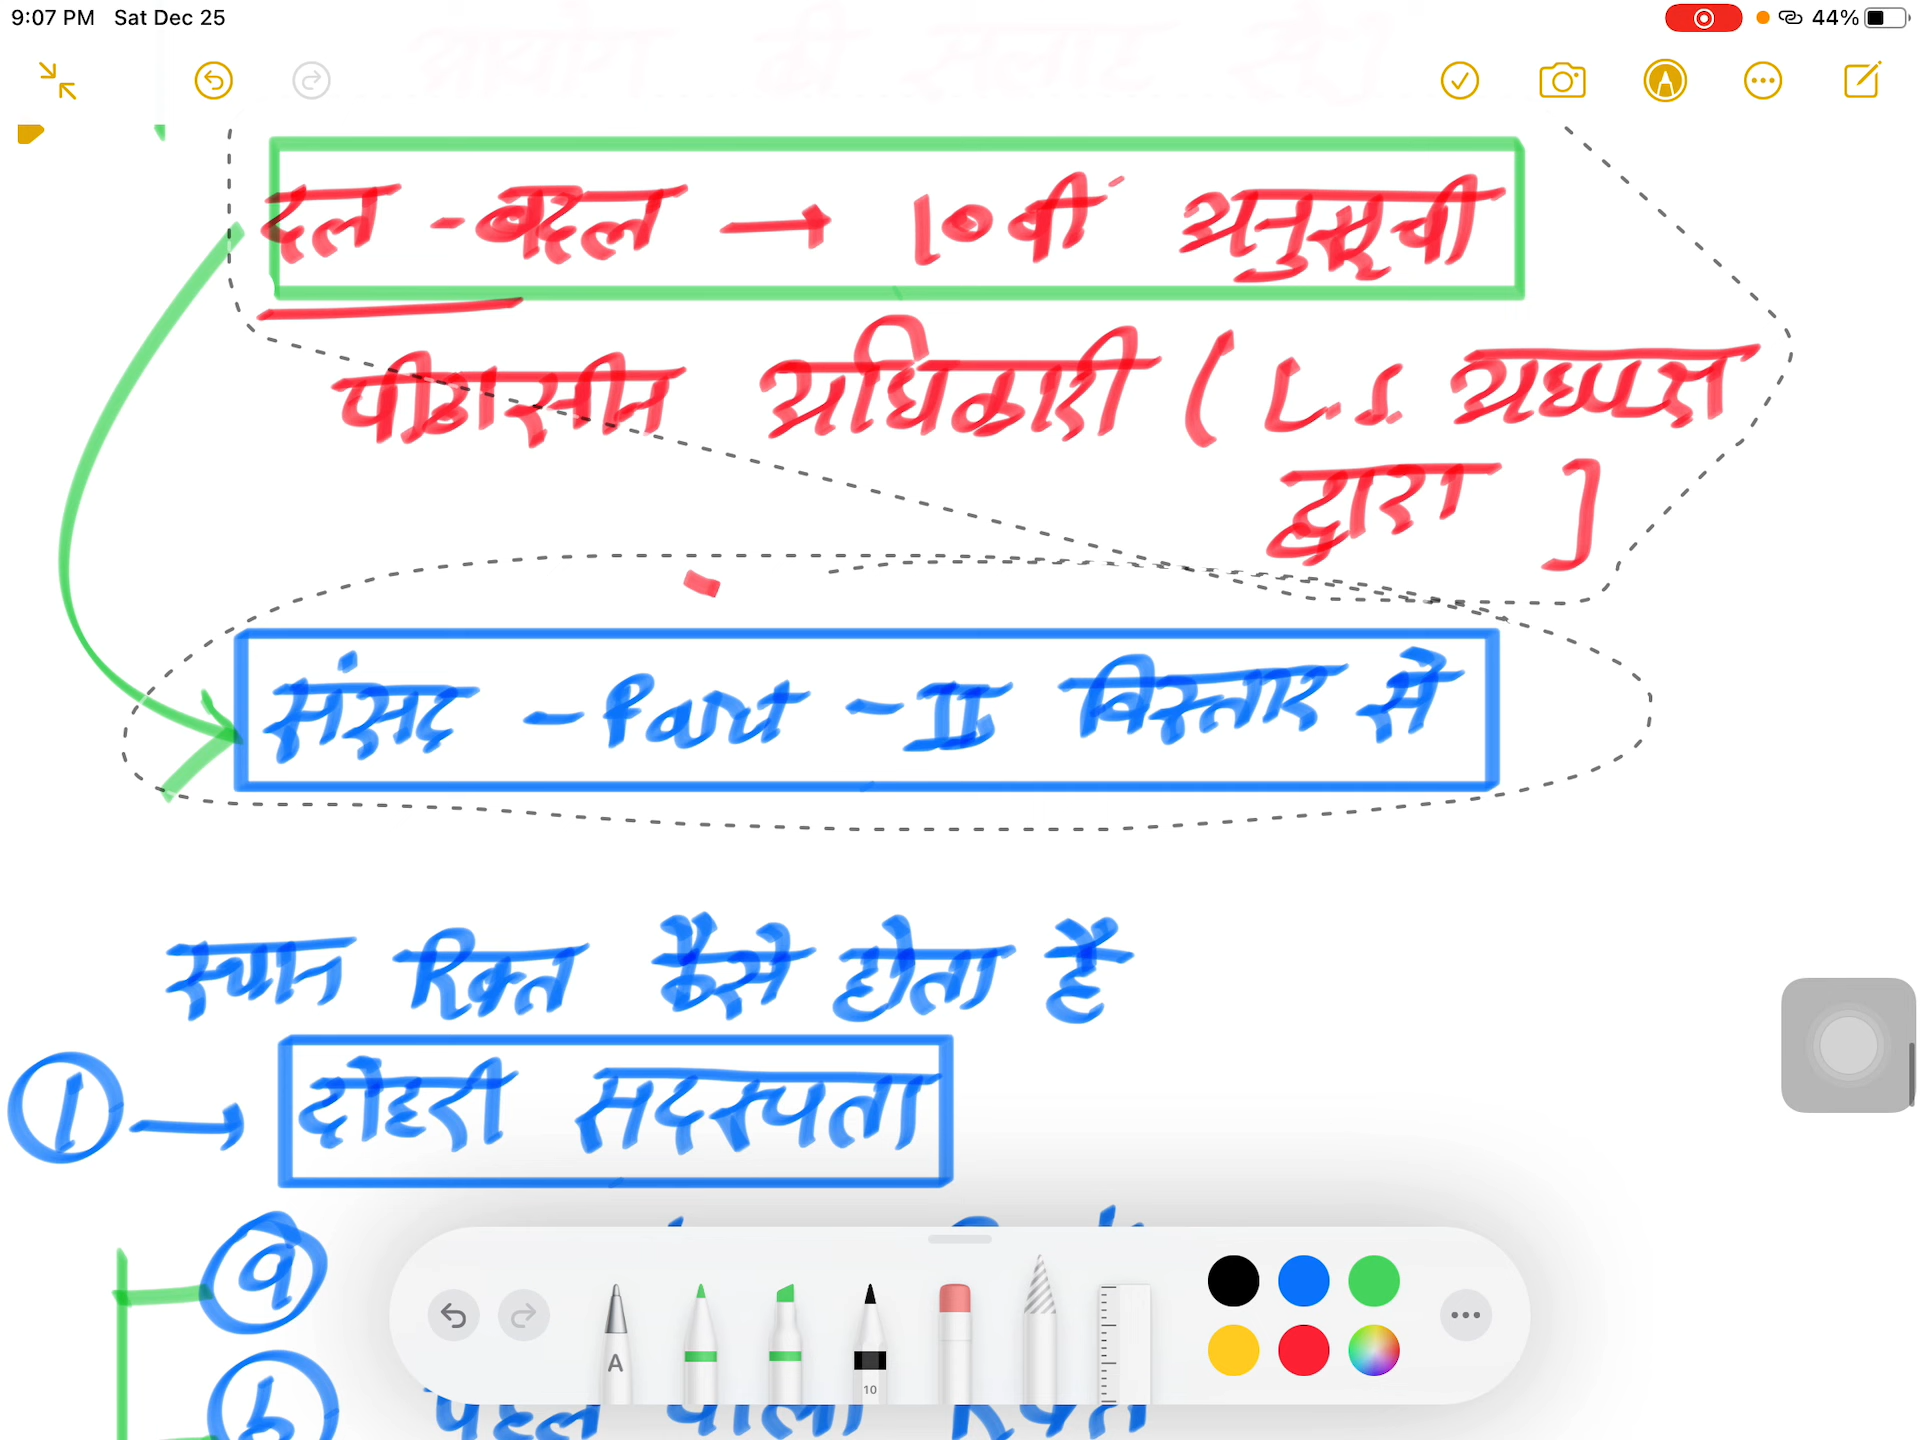 9:07 PM Sat Dec 25
44%
दल - बदल → 10वीं अनुसूची
पीठासीन अधिकारी ( L.S अध्यक्ष
द्वारा ]
संसद - Part - II विस्तार से
स्थान रिक्त कैसे होता है
1 → दोहरी सदस्यता
a
b पहले वाला रिक्त
A
10